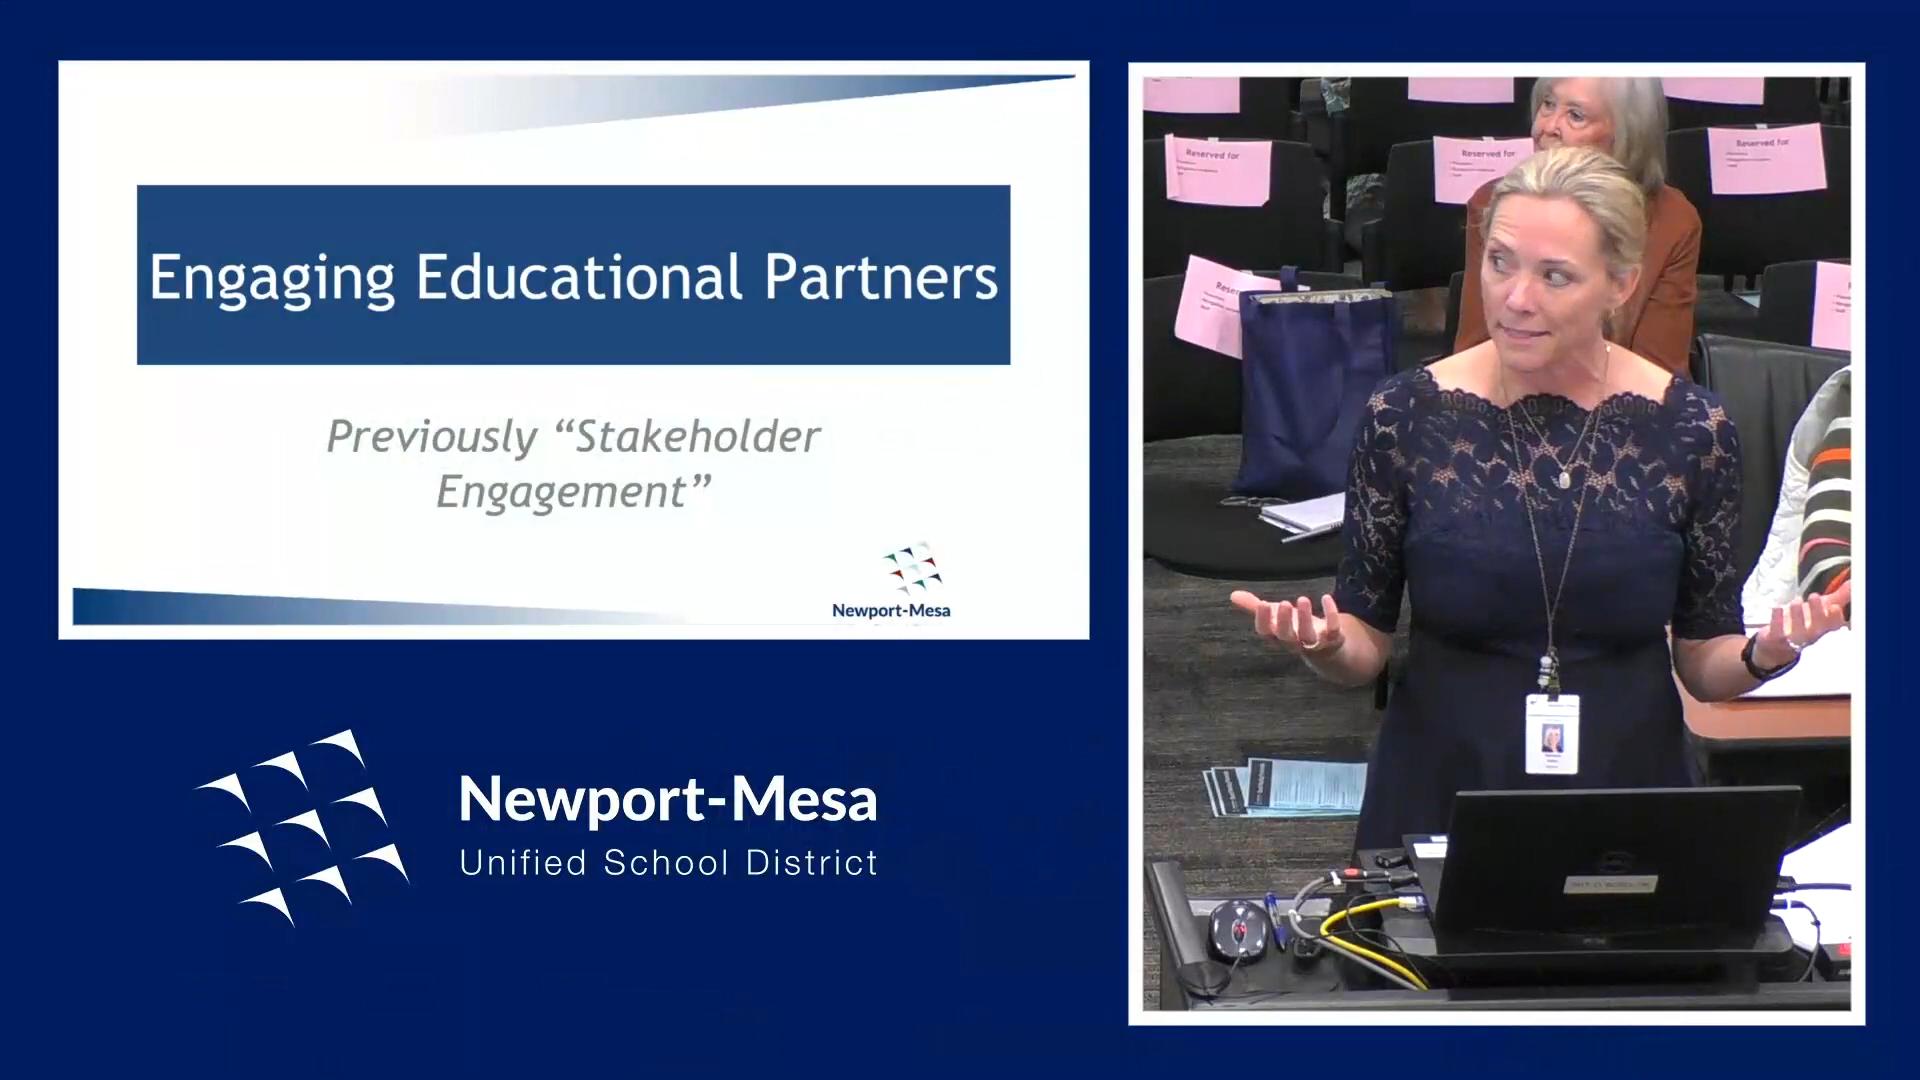 Engaging Educational Partners
Previously “Stakeholder
Engagement”
Newport-Mesa
Newport-Mesa
Unified School District
Reserved for
Reserved for
Reserved for